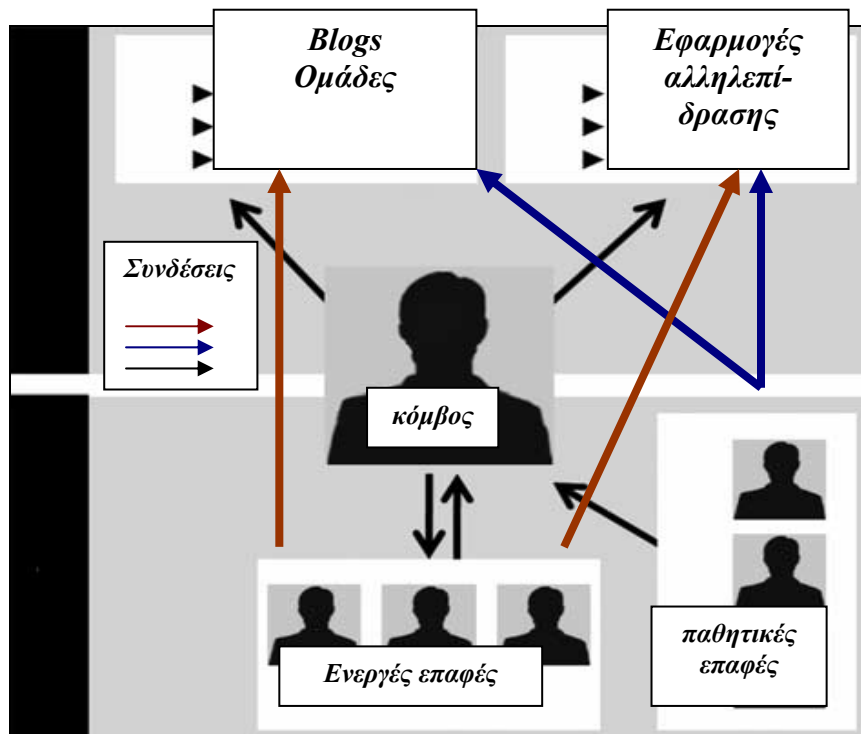 Blogs
Ομάδες
Εφαρμογές
αλληλεπί-
δρασης
Συνδέσεις
κόμβος
παθητικές
επαφές
Ενεργές επαφές